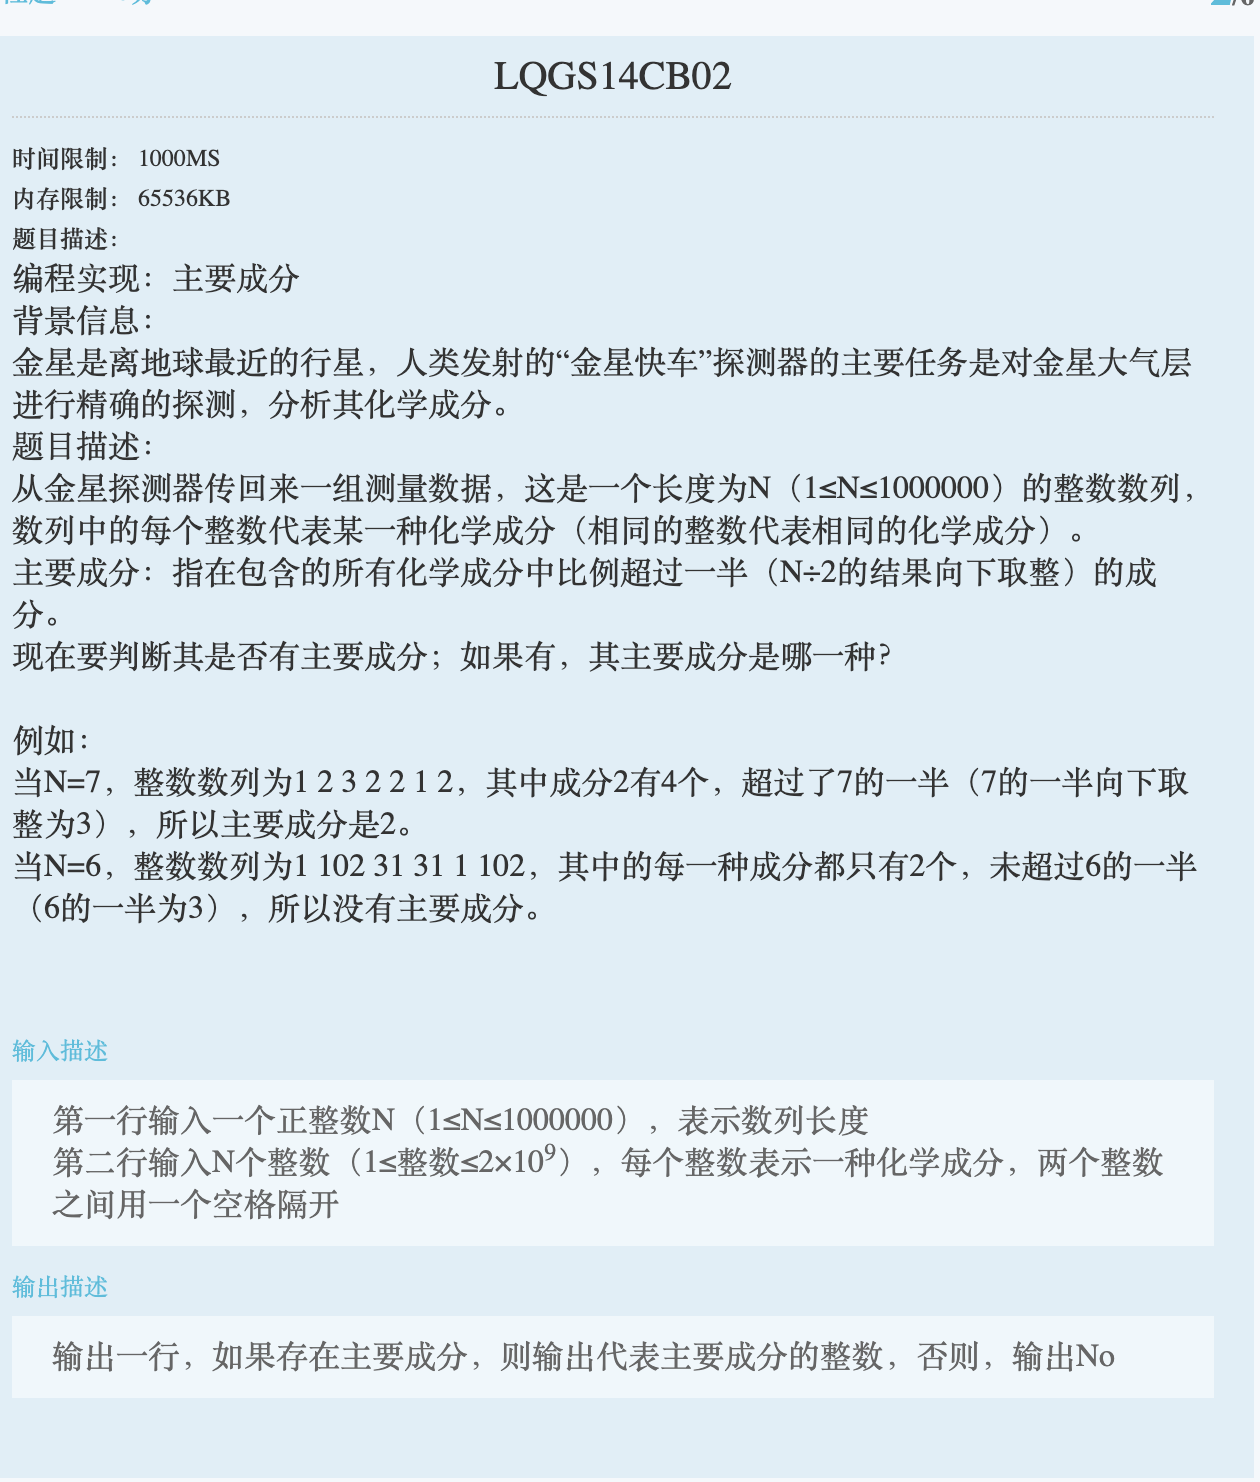 LQGS14CB02
时间限制： 1000MS
内存限制： 65536KB
题目描述：
编程实现：主要成分
背景信息：
金星是离地球最近的行星，人类发射的“金星快车”探测器的主要任务是对金星大气层
进行精确的探测，分析其化学成分。
题目描述：
从金星探测器传回来一组测量数据，这是一个长度为N（1≤N≤1000000）的整数数列，
数列中的每个整数代表某一种化学成分（相同的整数代表相同的化学成分）。
主要成分：指在包含的所有化学成分中比例超过一半（N÷2的结果向下取整）的成
分。
现在要判断其是否有主要成分；如果有，其主要成分是哪一种？
例如：
当N=7，整数数列为1 2 3 2 2 1 2，其中成分2有4个，超过了7的一半（7的一半向下取
整为3），所以主要成分是2。
当N=6，整数数列为1 102 31 31 1 102，其中的每一种成分都只有2个，未超过6的一半
（6的一半为3），所以没有主要成分。
输入描述
第一行输入一个正整数N（1≤N≤1000000），表示数列长度
第二行输入N个整数（1≤整数≤2×10⁹），每个整数表示一种化学成分，两个整数
之间用一个空格隔开
输出描述
输出一行，如果存在主要成分，则输出代表主要成分的整数，否则，输出No